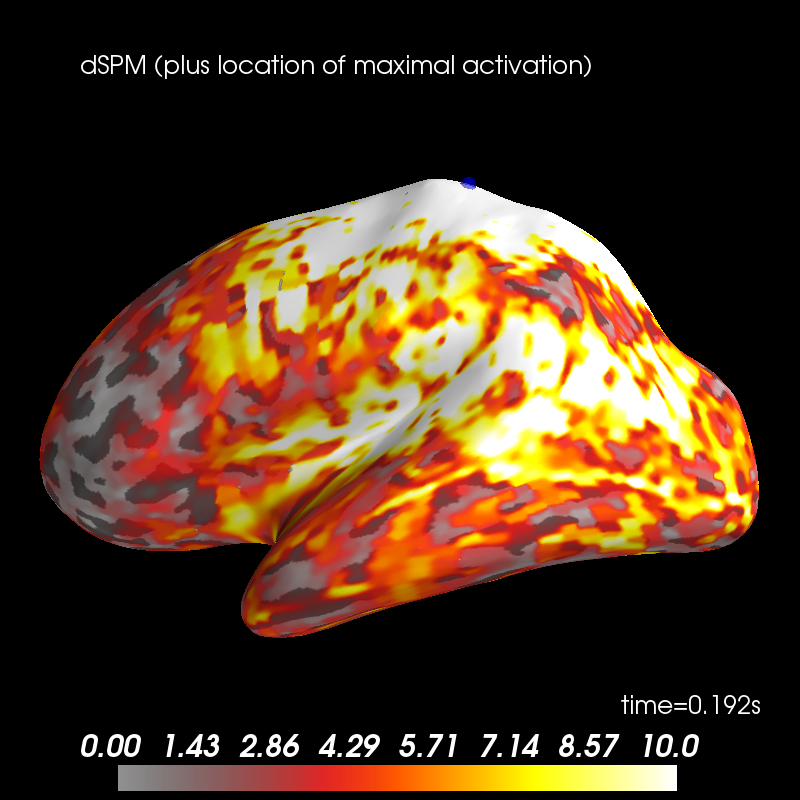 dSPM (plus location of maximal activation)
time=0.192s
0.00 1.43 2.86 4.29 5.71 7.14 8.57 10.0